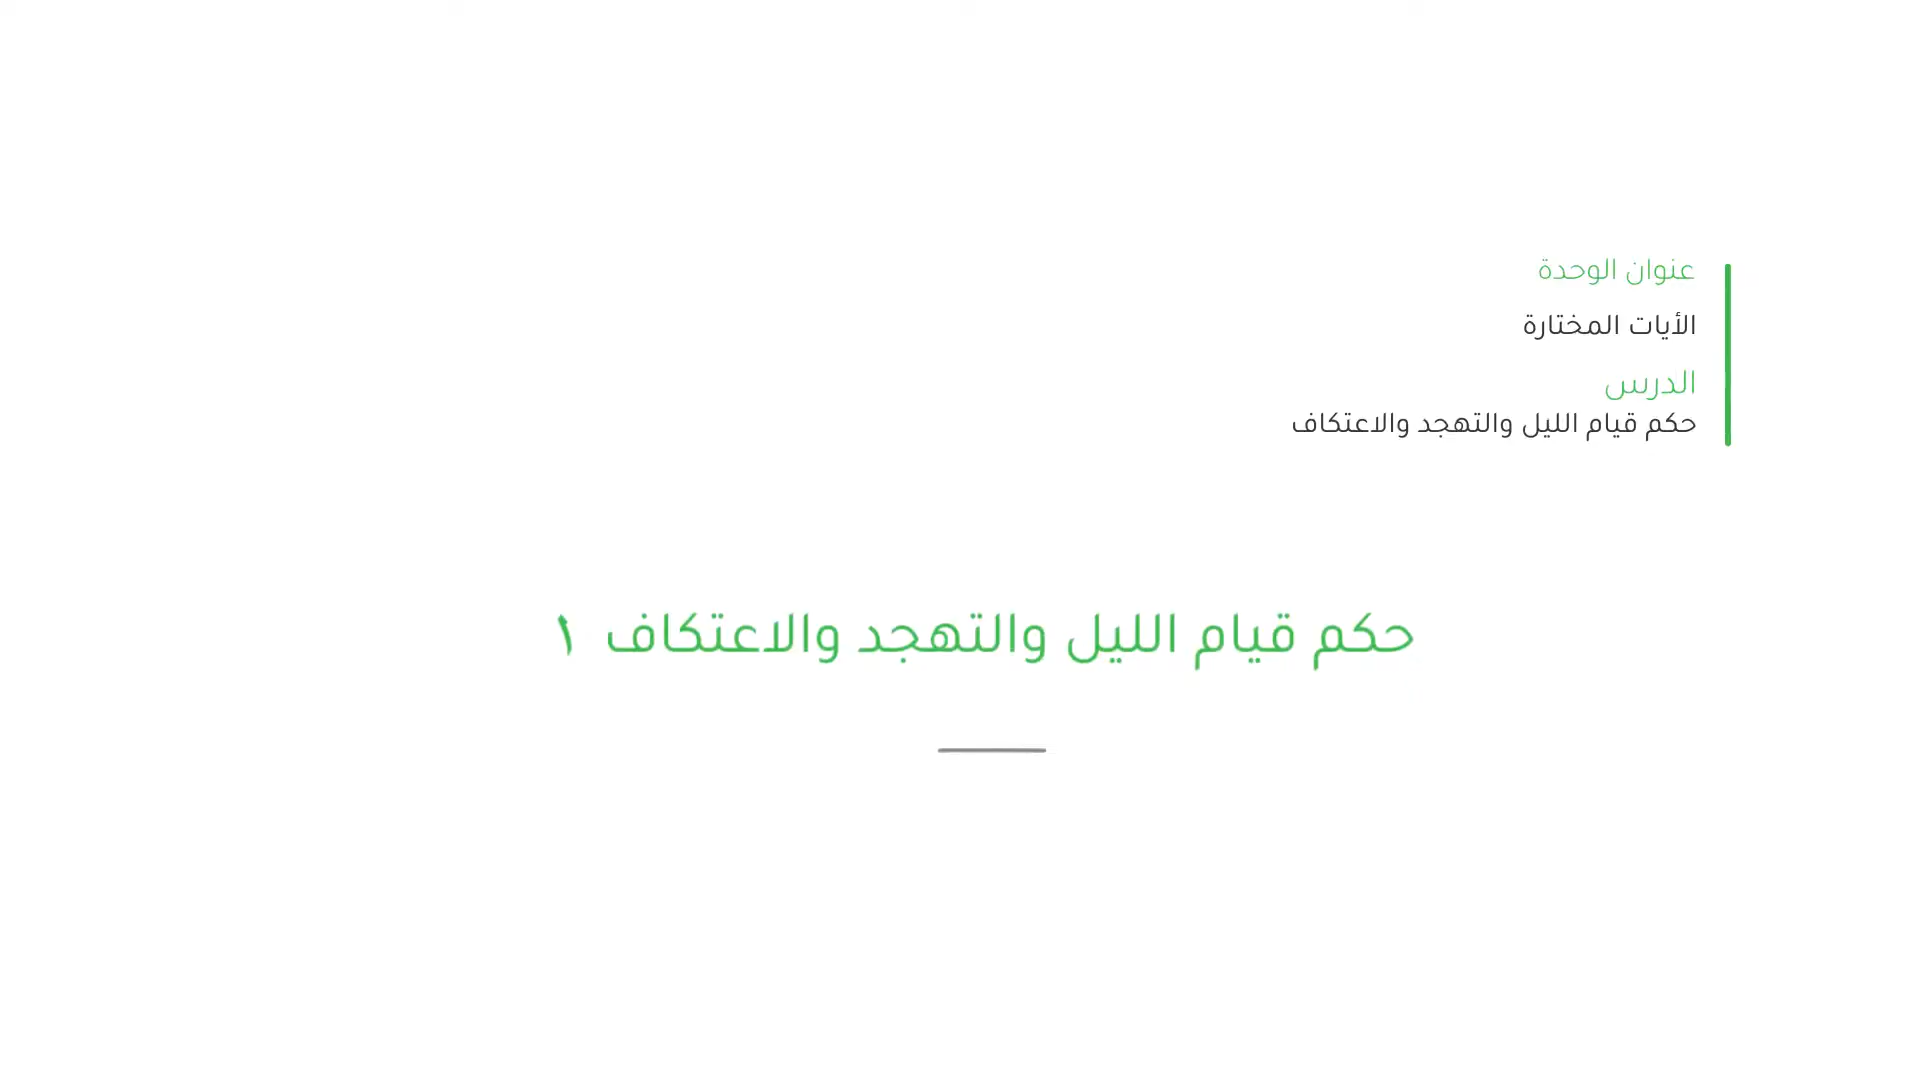 عنوان الوحدة
الأيات المختارة
الدرس
حكم قيام الليل والتهجد والاعتكاف
حكم قيام الليل والتهجد والاعتكاف ١